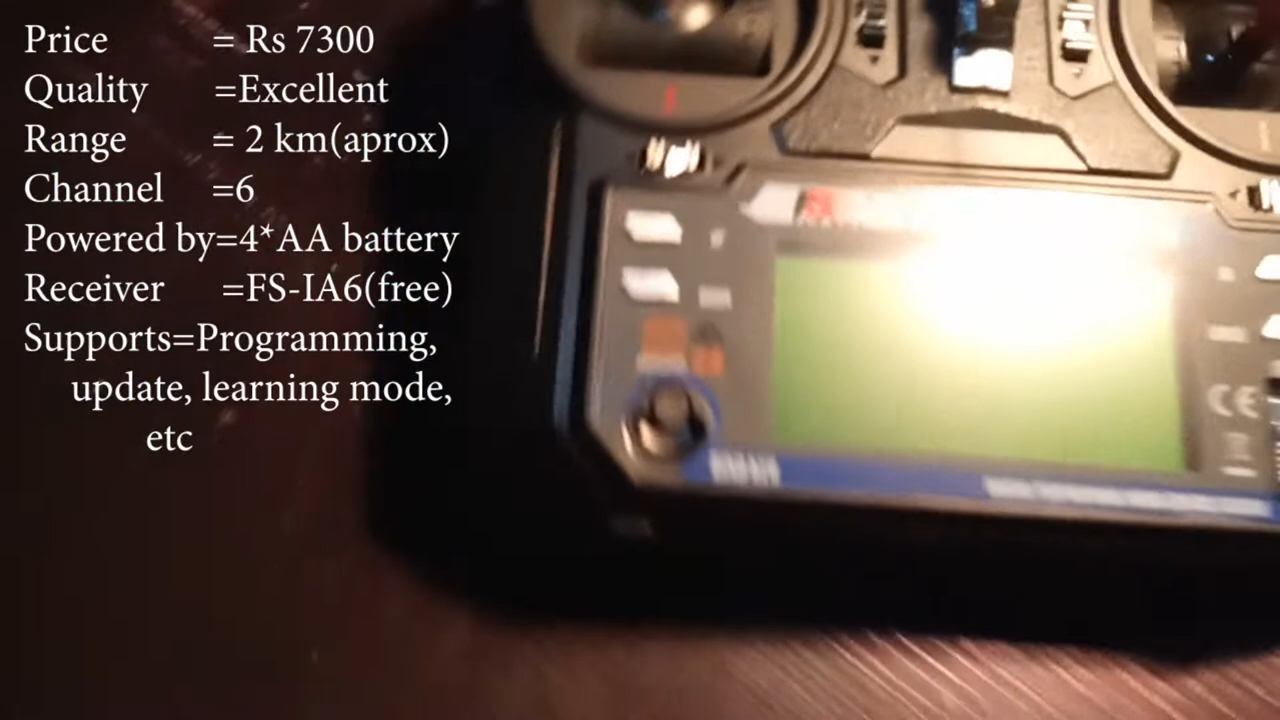 Price = Rs 7300
Quality =Excellent
Range = 2 km(aprox)
Channel =6
Powered by=4*AA battery
Receiver =FS-IA6(free)
Supports=Programming,
update, learning mode,
etc
CE